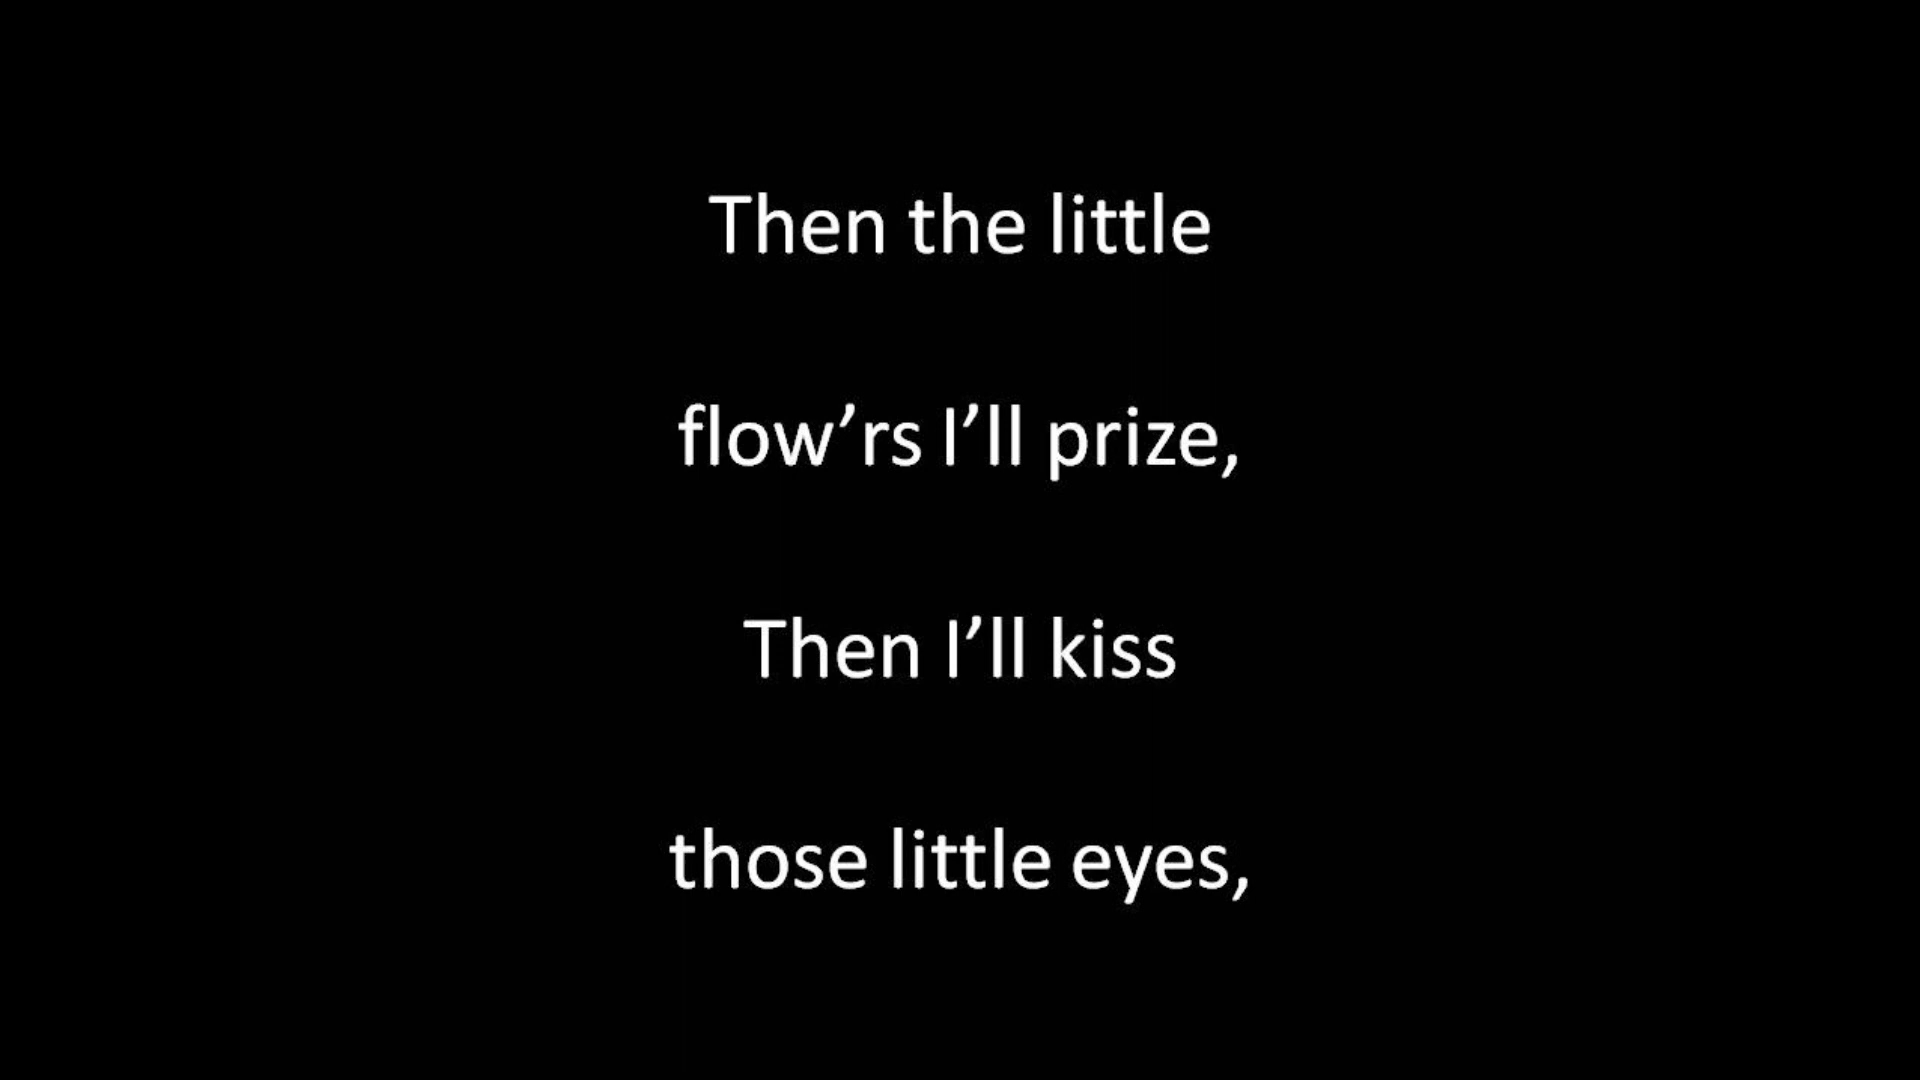 Then the little
flow’rs I’ll prize,
Then I’ll kiss
those little eyes,